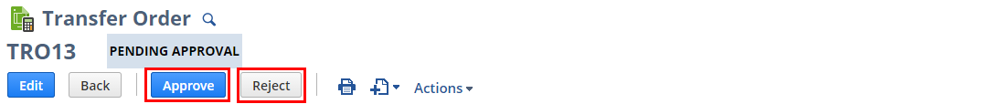 Transfer Order
TRO13 PENDING APPROVAL
Edit Back Approve Reject Actions